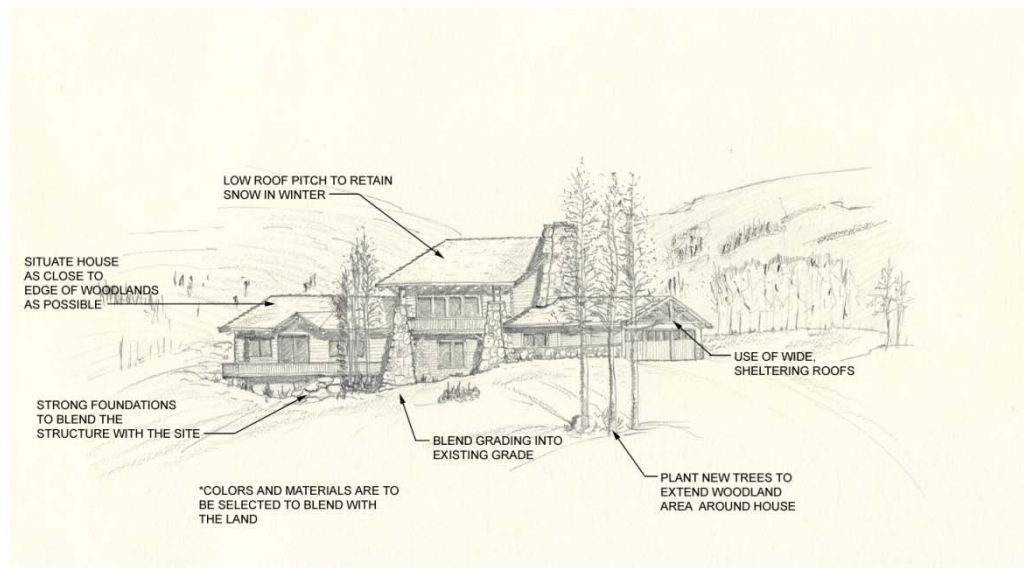 LOW ROOF PITCH TO RETAIN
SNOW IN WINTER
SITUATE HOUSE
AS CLOSE TO
EDGE OF WOODLANDS
AS POSSIBLE
USE OF WIDE,
SHELTERING ROOFS
STRONG FOUNDATIONS
TO BLEND THE
STRUCTURE WITH THE SITE
BLEND GRADING INTO
EXISTING GRADE
PLANT NEW TREES TO
EXTEND WOODLAND
AREA AROUND HOUSE
*COLORS AND MATERIALS ARE TO
BE SELECTED TO BLEND WITH
THE LAND